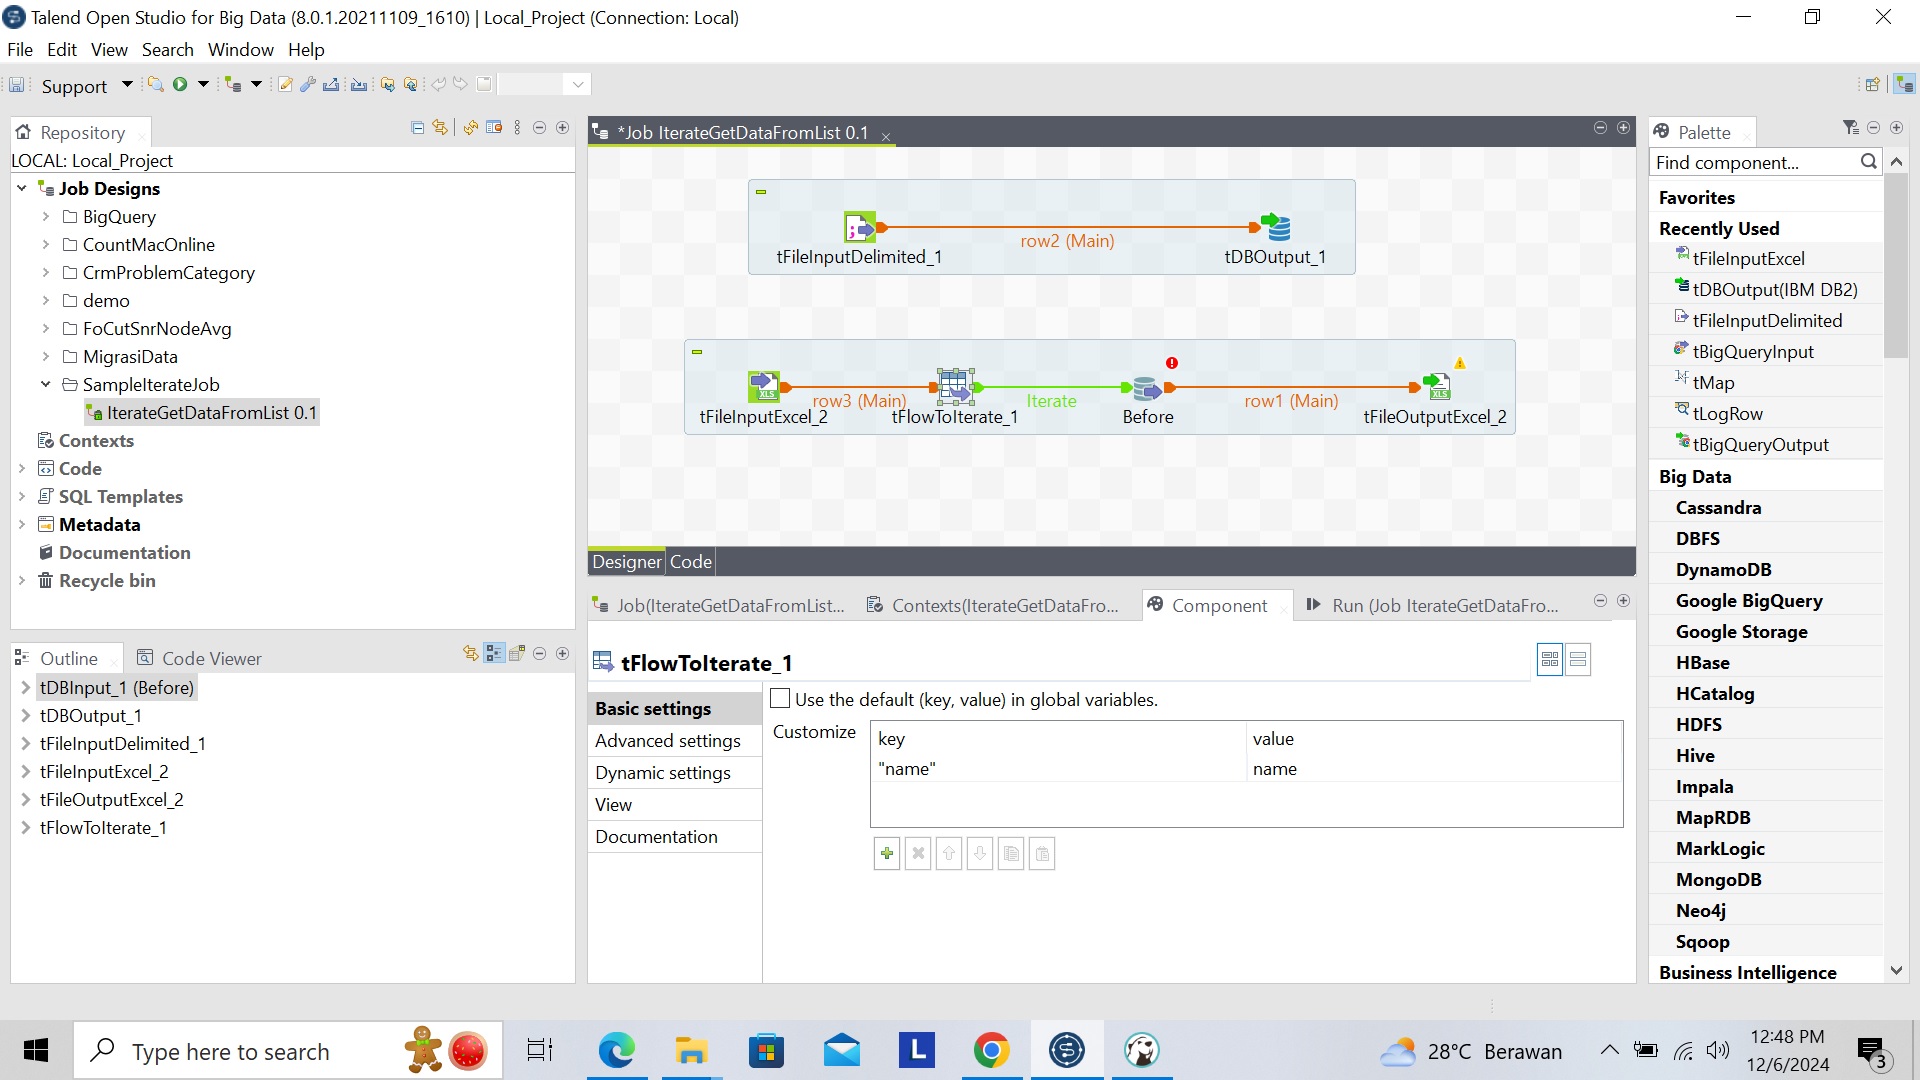 Talend Open Studio for Big Data (8.0.1.20211109_1610) | Local_Project (Connection: Local)
File Edit View Search Window Help
Support
Repository
LOCAL: Local_Project
Job Designs
BigQuery
CountMacOnline
CrmProblemCategory
demo
FoCutSnrNodeAvg
MigrasiData
SampleIterateJob
IterateGetDataFromList 0.1
Contexts
Code
SQL Templates
Metadata
Documentation
Recycle bin
Outline
Code Viewer
tDBInput_1 (Before)
tDBOutput_1
tFileInputDelimited_1
tFileInputExcel_2
tFileOutputExcel_2
tFlowToIterate_1
*Job IterateGetDataFromList 0.1
row2 (Main)
tFileInputDelimited_1
tDBOutput_1
XLS
XLS
row3 (Main)
Iterate
row1 (Main)
tFileInputExcel_2
tFlowToIterate_1
Before
tFileOutputExcel_2
Designer
Code
Job(IterateGetDataFromList...
Contexts(IterateGetDataFro...
Component
Run (Job IterateGetDataFro...
tFlowToIterate_1
Basic settings
Advanced settings
Dynamic settings
View
Documentation
Use the default (key, value) in global variables.
Customize
key value
"name" name
Palette
Find component...
Favorites
Recently Used
tFileInputExcel
tDBOutput(IBM DB2)
tFileInputDelimited
tBigQueryInput
tMap
tLogRow
tBigQueryOutput
Big Data
Cassandra
DBFS
DynamoDB
Google BigQuery
Google Storage
HBase
HCatalog
HDFS
Hive
Impala
MapRDB
MarkLogic
MongoDB
Neo4j
Sqoop
Business Intelligence
Type here to search
L
28°C Berawan
12:48 PM
12/6/2024
3